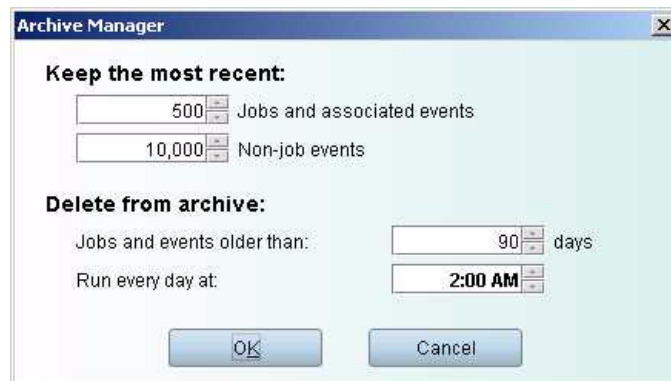 Archive Manager
Keep the most recent:
500 Jobs and associated events
10,000 Non-job events
Delete from archive:
Jobs and events older than: 90 days
Run every day at: 2:00 AM
OK Cancel